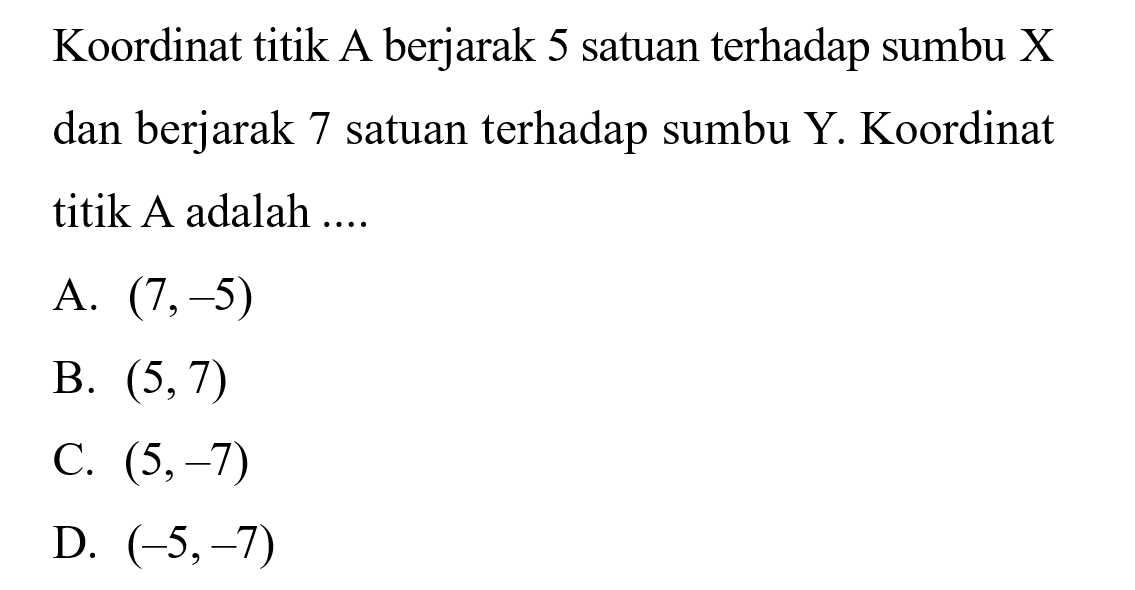 Koordinat titik A berjarak 5 satuan terhadap sumbu X
dan berjarak 7 satuan terhadap sumbu Y. Koordinat
titik A adalah ....
A. (7, –5)
B. (5, 7)
C. (5, –7)
D. (–5, –7)